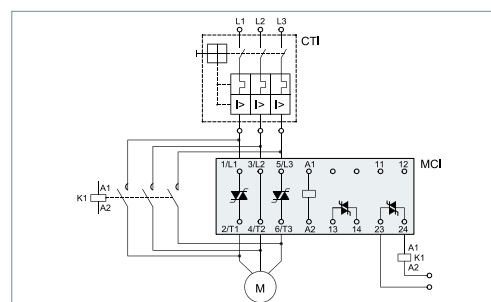 L1 L2 L3
CTI
I> I> I>
1/L1 3/L2 5/L3 A1 11 12
MCI
A1
K1
A2
2/T1 4/T2 6/T3 A2 13 14 23 24
A1
K1
A2
M